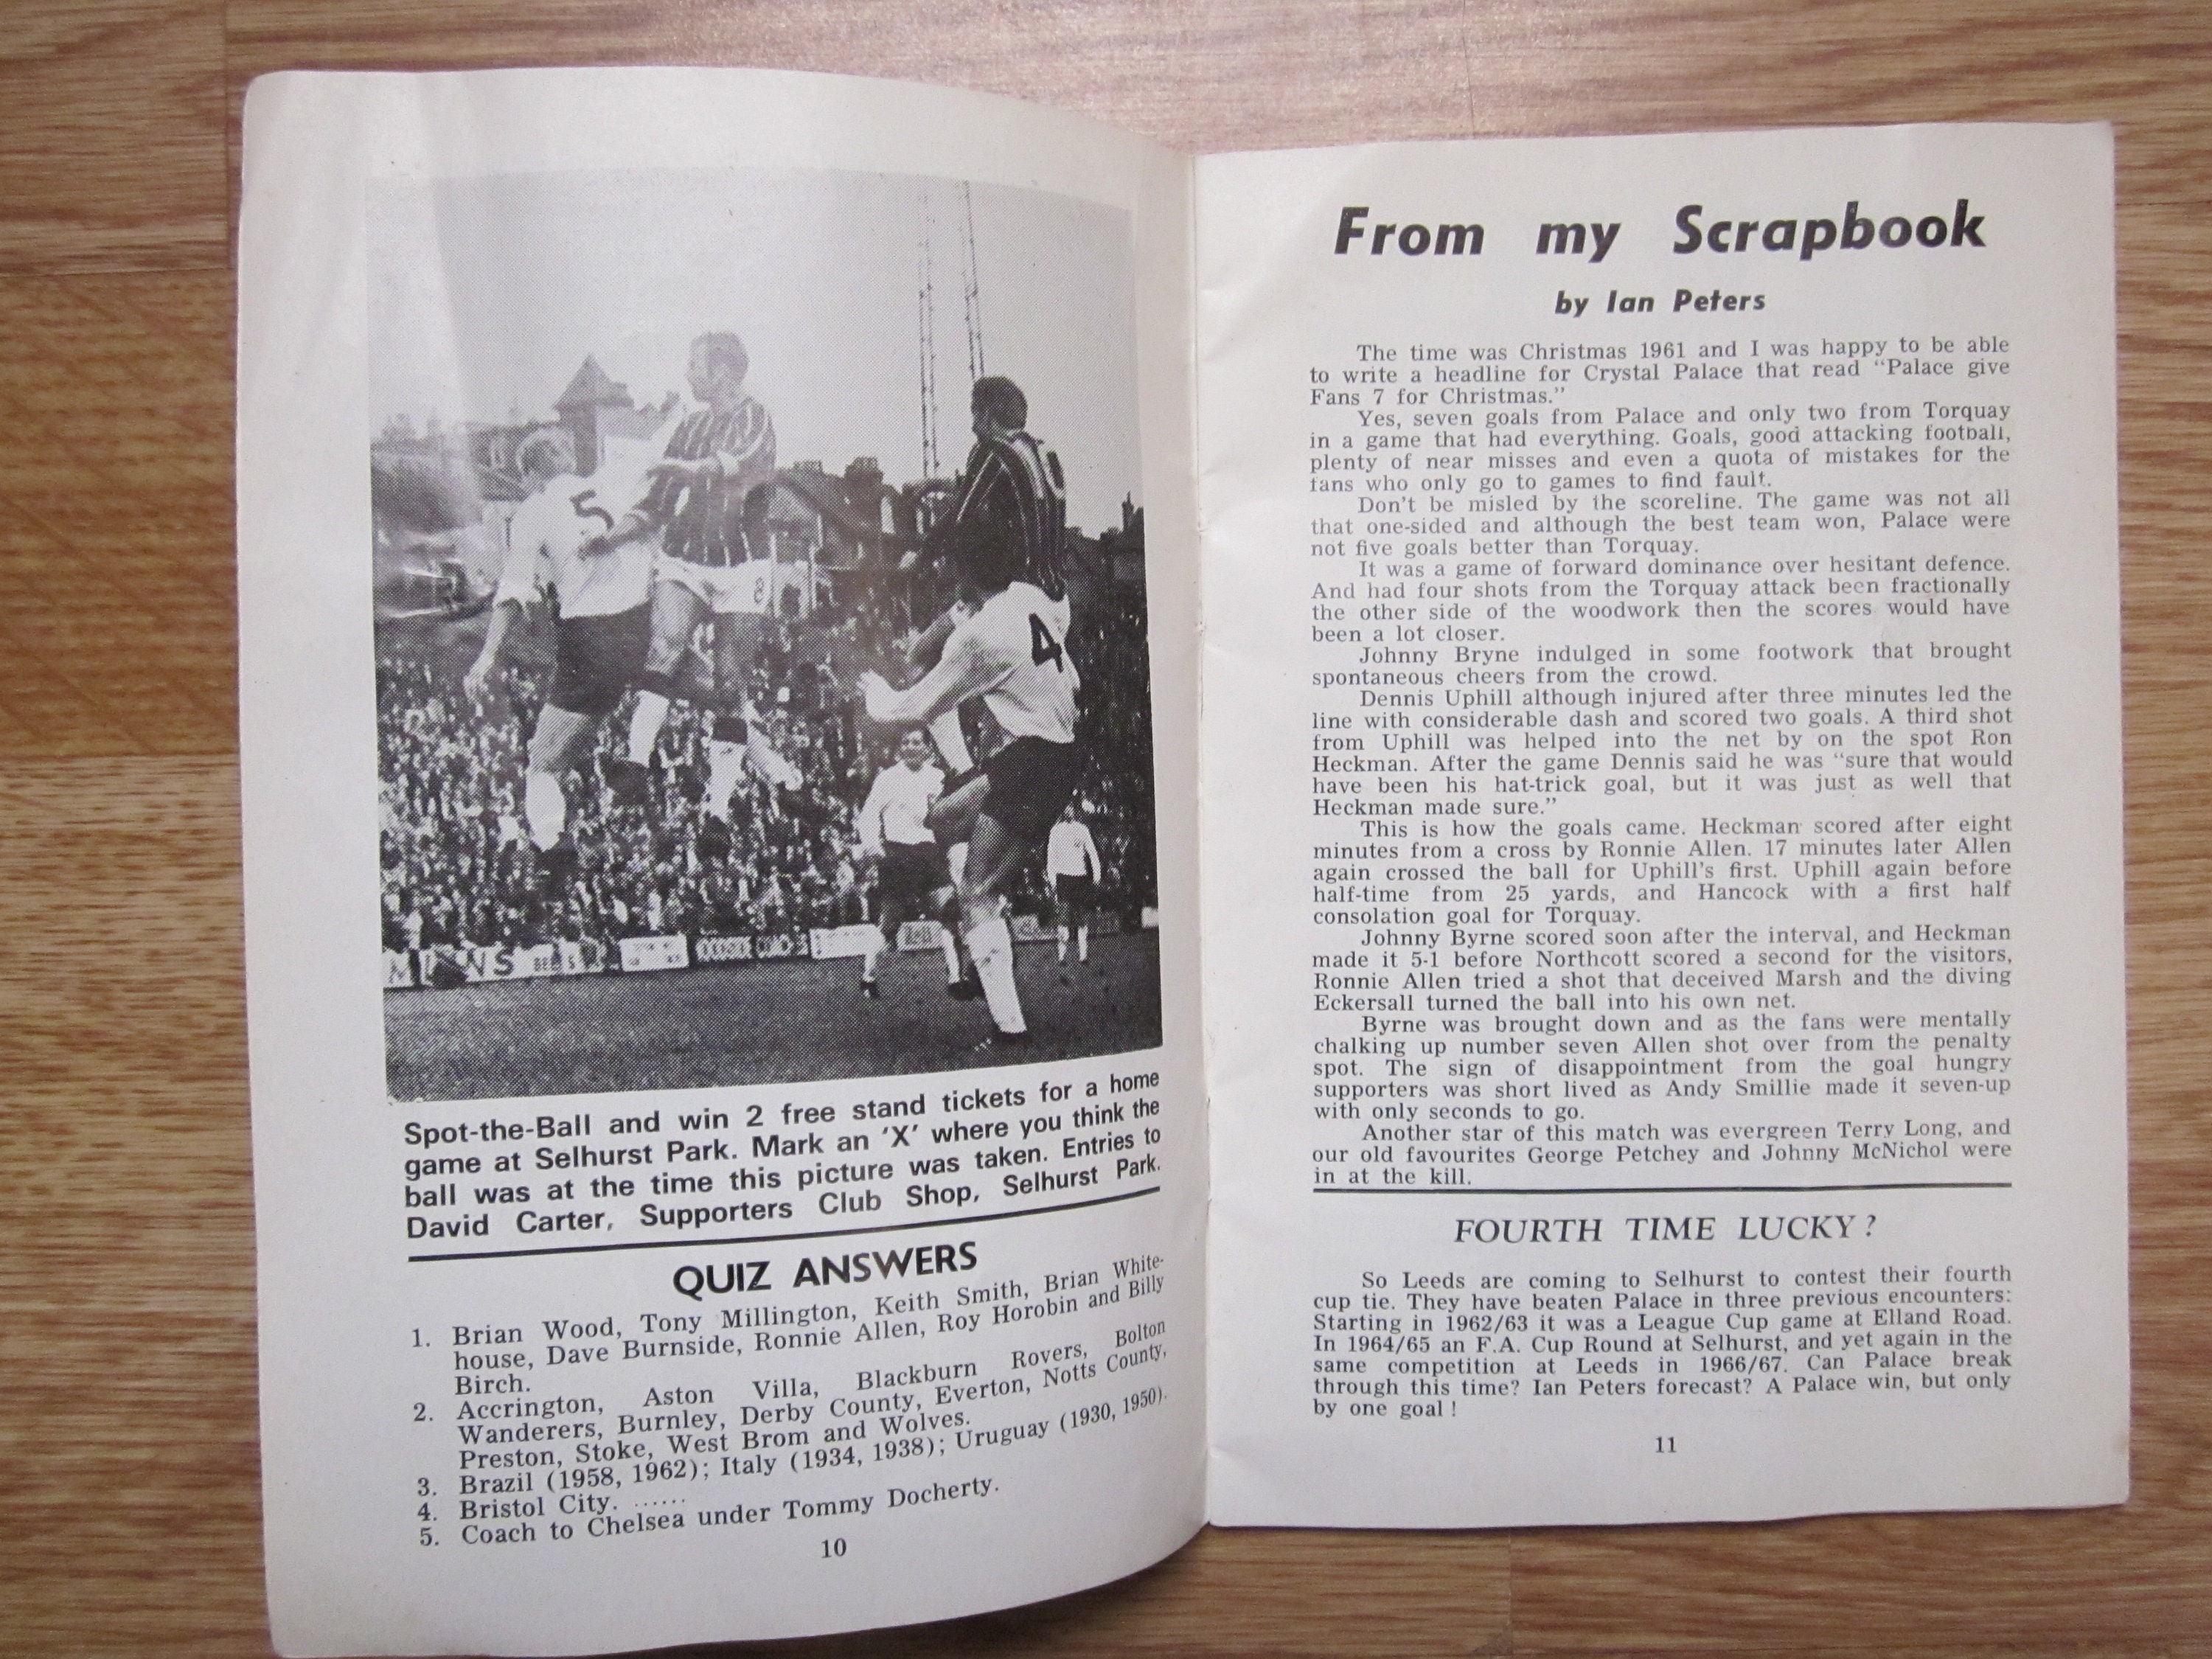 5
8
4
MINNS
WOODSIDE COACHES
Spot-the-Ball and win 2 free stand tickets for a home
game at Selhurst Park. Mark an ‘X’ where you think the
ball was at the time this picture was taken. Entries to
David Carter, Supporters Club Shop, Selhurst Park.
QUIZ ANSWERS
1. Brian Wood, Tony Millington, Keith Smith, Brian White-
house, Dave Burnside, Ronnie Allen, Roy Horobin and Billy
Birch.
2. Accrington, Aston Villa, Blackburn Rovers, Bolton
Wanderers, Burnley, Derby County, Everton, Notts County,
Preston, Stoke, West Brom and Wolves.
3. Brazil (1958, 1962); Italy (1934, 1938); Uruguay (1930, 1950).
4. Bristol City. ......
5. Coach to Chelsea under Tommy Docherty.
10
From my Scrapbook
by Ian Peters
The time was Christmas 1961 and I was happy to be able
to write a headline for Crystal Palace that read “Palace give
Fans 7 for Christmas.”
Yes, seven goals from Palace and only two from Torquay
in a game that had everything. Goals, good attacking football,
plenty of near misses and even a quota of mistakes for the
fans who only go to games to find fault.
Don’t be misled by the scoreline. The game was not all
that one-sided and although the best team won, Palace were
not five goals better than Torquay.
It was a game of forward dominance over hesitant defence.
And had four shots from the Torquay attack been fractionally
the other side of the woodwork then the scores would have
been a lot closer.
Johnny Bryne indulged in some footwork that brought
spontaneous cheers from the crowd.
Dennis Uphill although injured after three minutes led the
line with considerable dash and scored two goals. A third shot
from Uphill was helped into the net by on the spot Ron
Heckman. After the game Dennis said he was “sure that would
have been his hat-trick goal, but it was just as well that
Heckman made sure.”
This is how the goals came. Heckman scored after eight
minutes from a cross by Ronnie Allen. 17 minutes later Allen
again crossed the ball for Uphill’s first. Uphill again before
half-time from 25 yards, and Hancock with a first half
consolation goal for Torquay.
Johnny Byrne scored soon after the interval, and Heckman
made it 5-1 before Northcott scored a second for the visitors,
Ronnie Allen tried a shot that deceived Marsh and the diving
Eckersall turned the ball into his own net.
Byrne was brought down and as the fans were mentally
chalking up number seven Allen shot over from the penalty
spot. The sign of disappointment from the goal hungry
supporters was short lived as Andy Smillie made it seven-up
with only seconds to go.
Another star of this match was evergreen Terry Long, and
our old favourites George Petchey and Johnny McNichol were
in at the kill.
FOURTH TIME LUCKY?
So Leeds are coming to Selhurst to contest their fourth
cup tie. They have beaten Palace in three previous encounters:
Starting in 1962/63 it was a League Cup game at Elland Road.
In 1964/65 an F.A. Cup Round at Selhurst, and yet again in the
same competition at Leeds in 1966/67. Can Palace break
through this time? Ian Peters forecast? A Palace win, but only
by one goal!
11